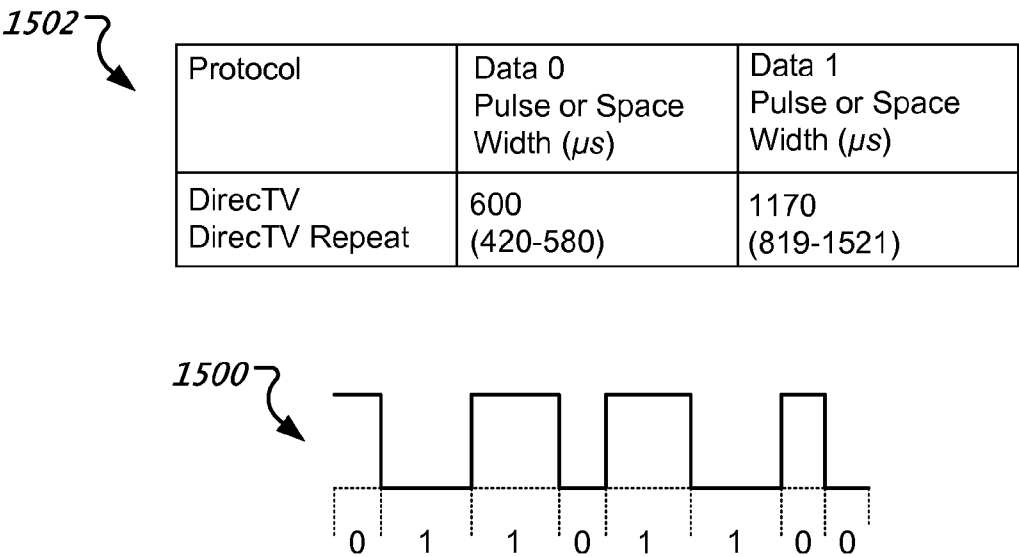 1502
Protocol
Data 0
Pulse or Space
Width (μs)
Data 1
Pulse or Space
Width (μs)
DirecTV
DirecTV Repeat
600
(420-580)
1170
(819-1521)
1500
0 1 1 0 1 1 0 0